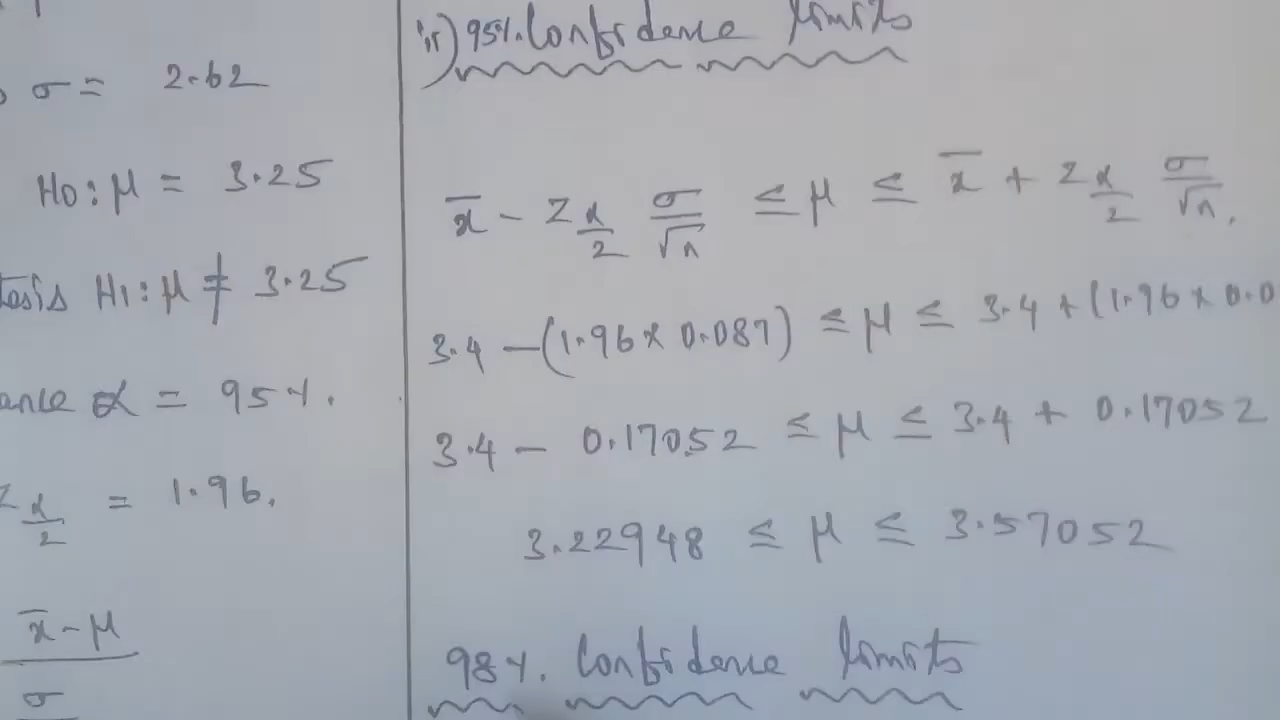 σ = 2.62
H0 : μ = 3.25
H1 : μ ≠ 3.25
α = 95%.
Zα/2 = 1.96.
x̄ - μ
σ
ii) 95%. Confidence limits
x̄ - Zα/2 σ/√n ≤ μ ≤ x̄ + Zα/2 σ/√n.
3.4 - (1.96 × 0.087) ≤ μ ≤ 3.4 + (1.96 × 0.0
3.4 - 0.17052 ≤ μ ≤ 3.4 + 0.17052
3.22948 ≤ μ ≤ 3.57052
98%. Confidence limits